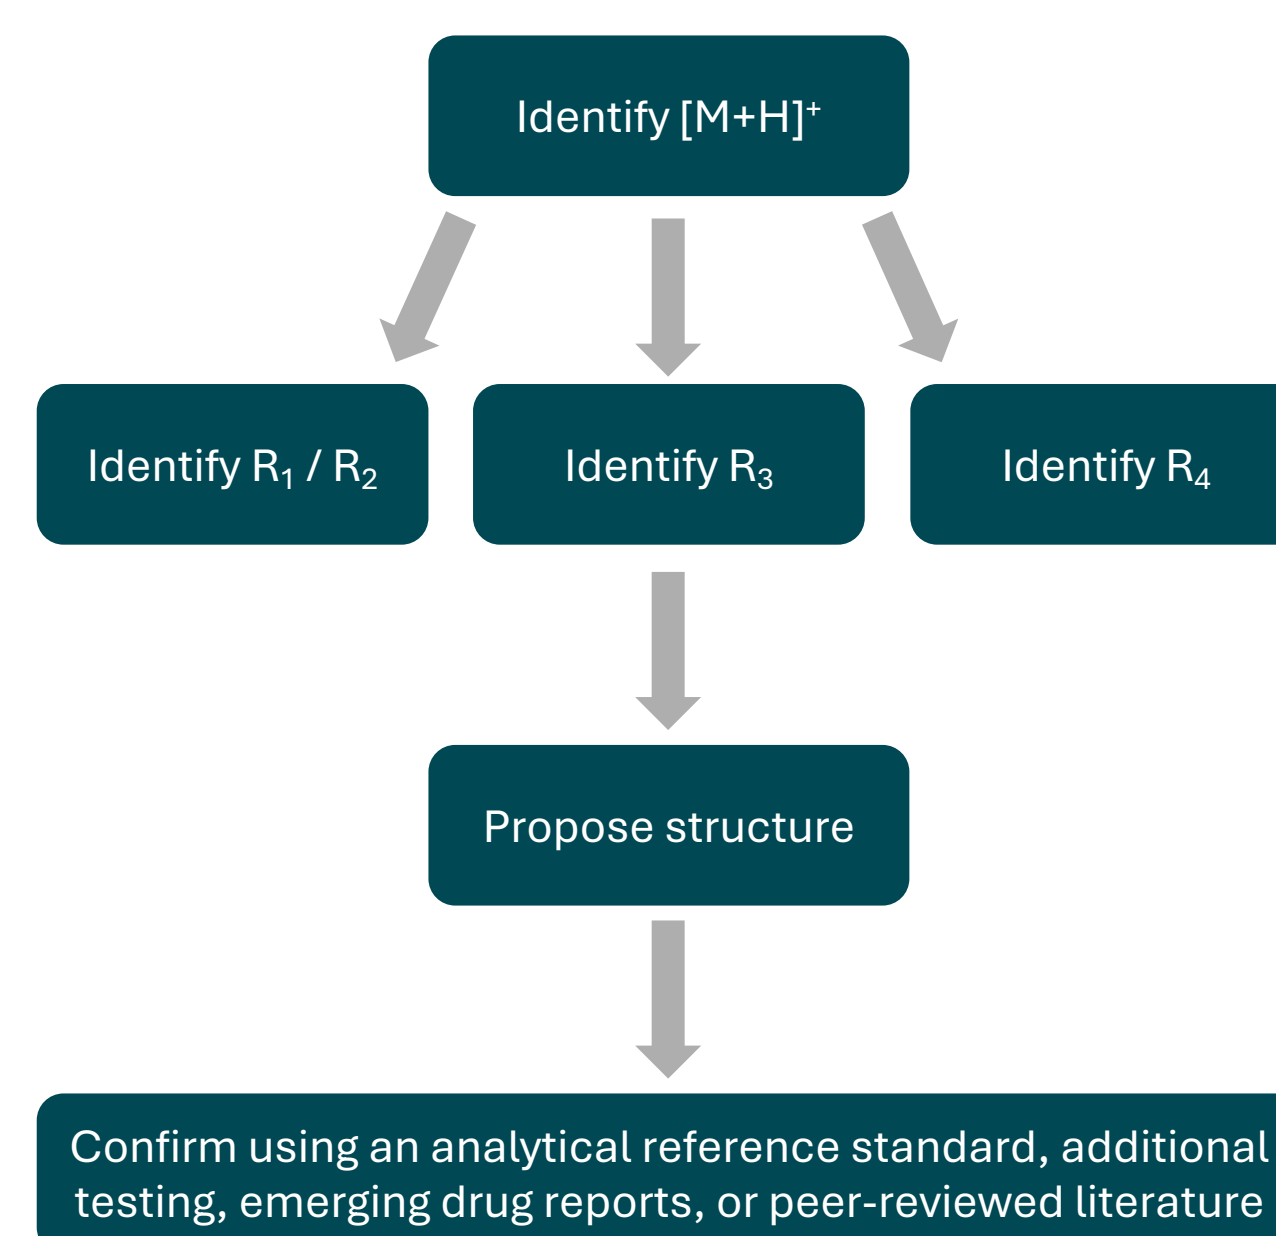 Identify [M+H]⁺
Identify R₁ / R₂
Identify R₃
Identify R₄
Propose structure
Confirm using an analytical reference standard, additional
testing, emerging drug reports, or peer-reviewed literature